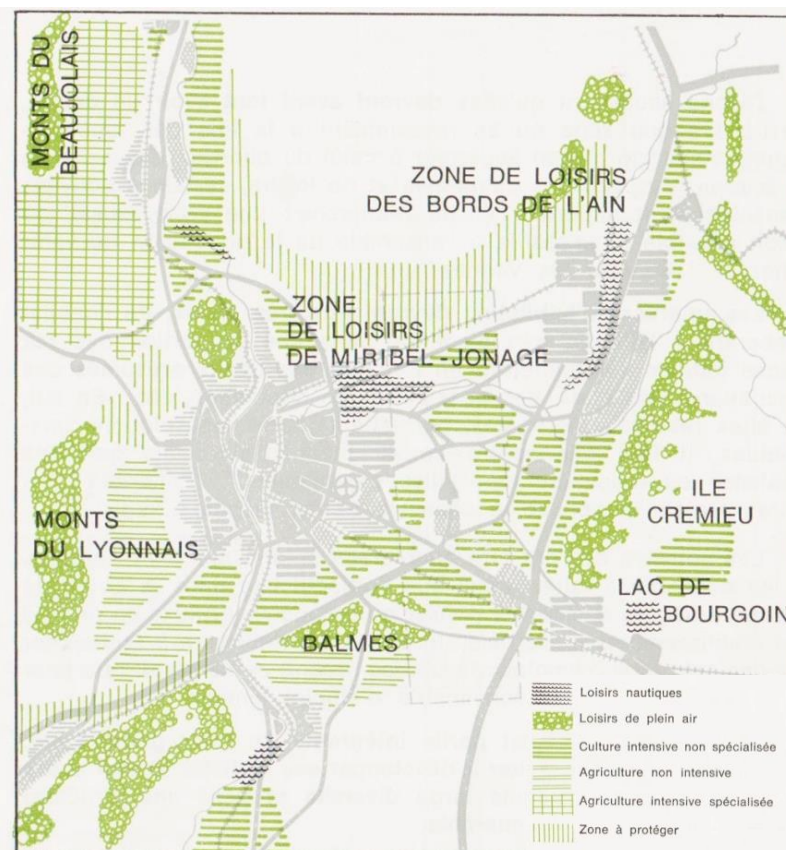 MONTS DU
BEAUJOLAIS
ZONE DE LOISIRS
DES BORDS DE L'AIN
ZONE
DE LOISIRS
DE MIRIBEL-JONAGE
MONTS
DU LYONNAIS
ILE
CREMIEU
LAC DE
BOURGOIN
BALMES
Loisirs nautiques
Loisirs de plein air
Culture intensive non spécialisée
Agriculture non intensive
Agriculture intensive spécialisée
Zone à protéger